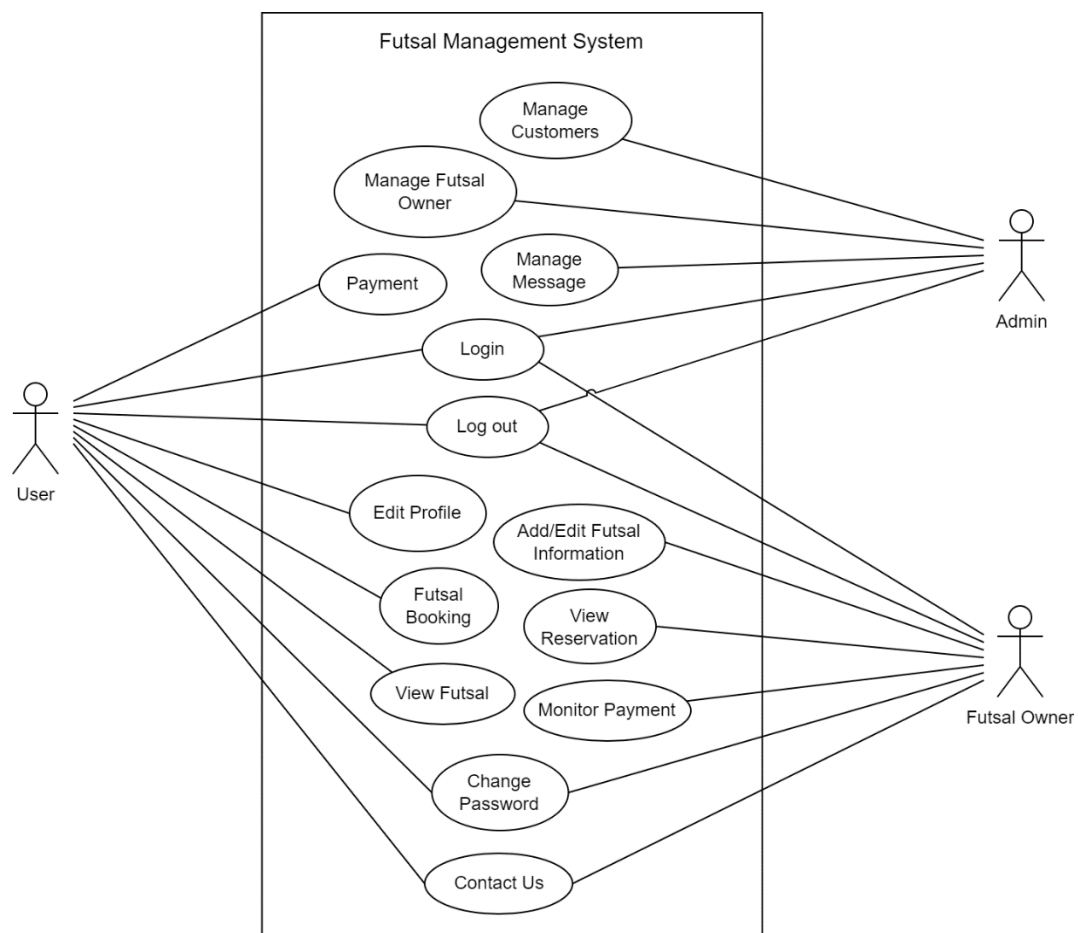 Futsal Management System
Manage
Customers
Manage Futsal
Owner
Manage
Message
Payment
Admin
Login
Log out
User
Edit Profile
Add/Edit Futsal
Information
Futsal
Booking
View
Reservation
View Futsal
Monitor Payment
Futsal Owner
Change
Password
Contact Us